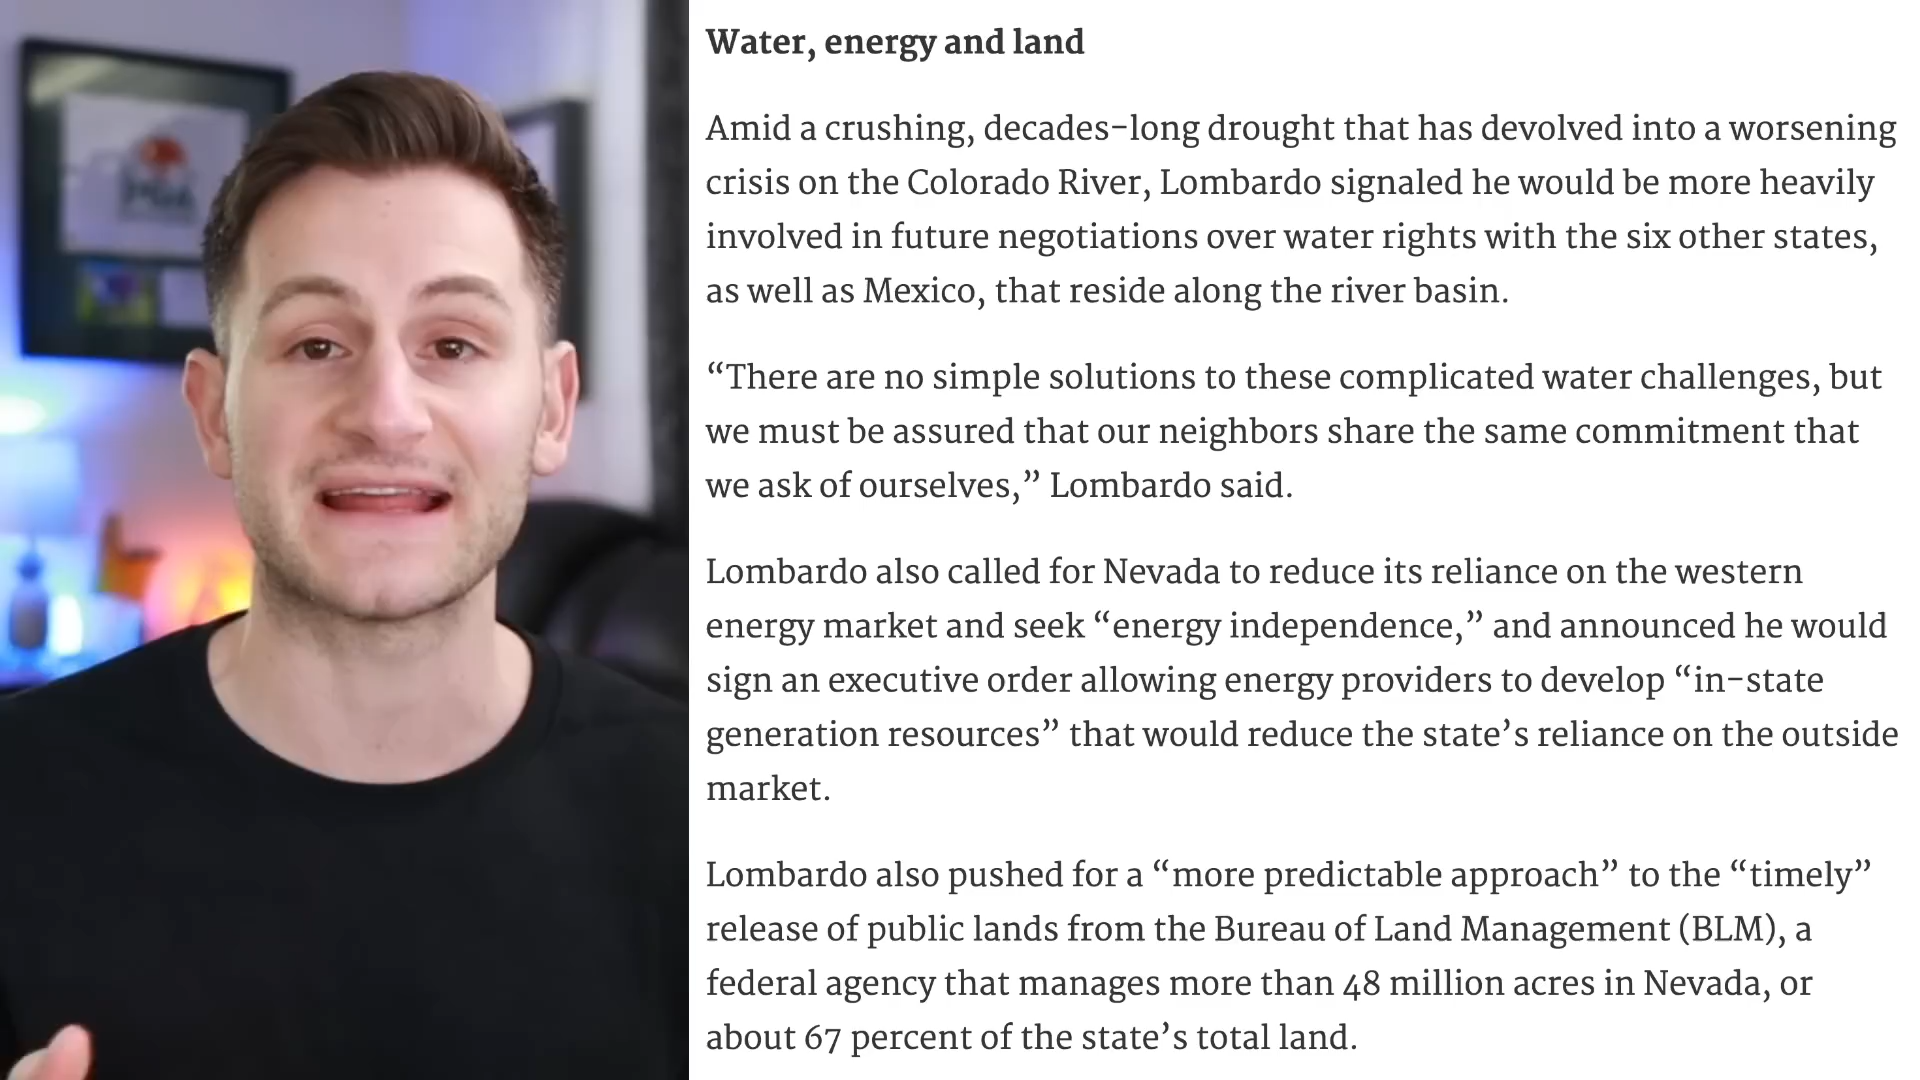 Water, energy and land
Amid a crushing, decades-long drought that has devolved into a worsening
crisis on the Colorado River, Lombardo signaled he would be more heavily
involved in future negotiations over water rights with the six other states,
as well as Mexico, that reside along the river basin.
“There are no simple solutions to these complicated water challenges, but
we must be assured that our neighbors share the same commitment that
we ask of ourselves,” Lombardo said.
Lombardo also called for Nevada to reduce its reliance on the western
energy market and seek “energy independence,” and announced he would
sign an executive order allowing energy providers to develop “in-state
generation resources” that would reduce the state’s reliance on the outside
market.
Lombardo also pushed for a “more predictable approach” to the “timely”
release of public lands from the Bureau of Land Management (BLM), a
federal agency that manages more than 48 million acres in Nevada, or
about 67 percent of the state’s total land.